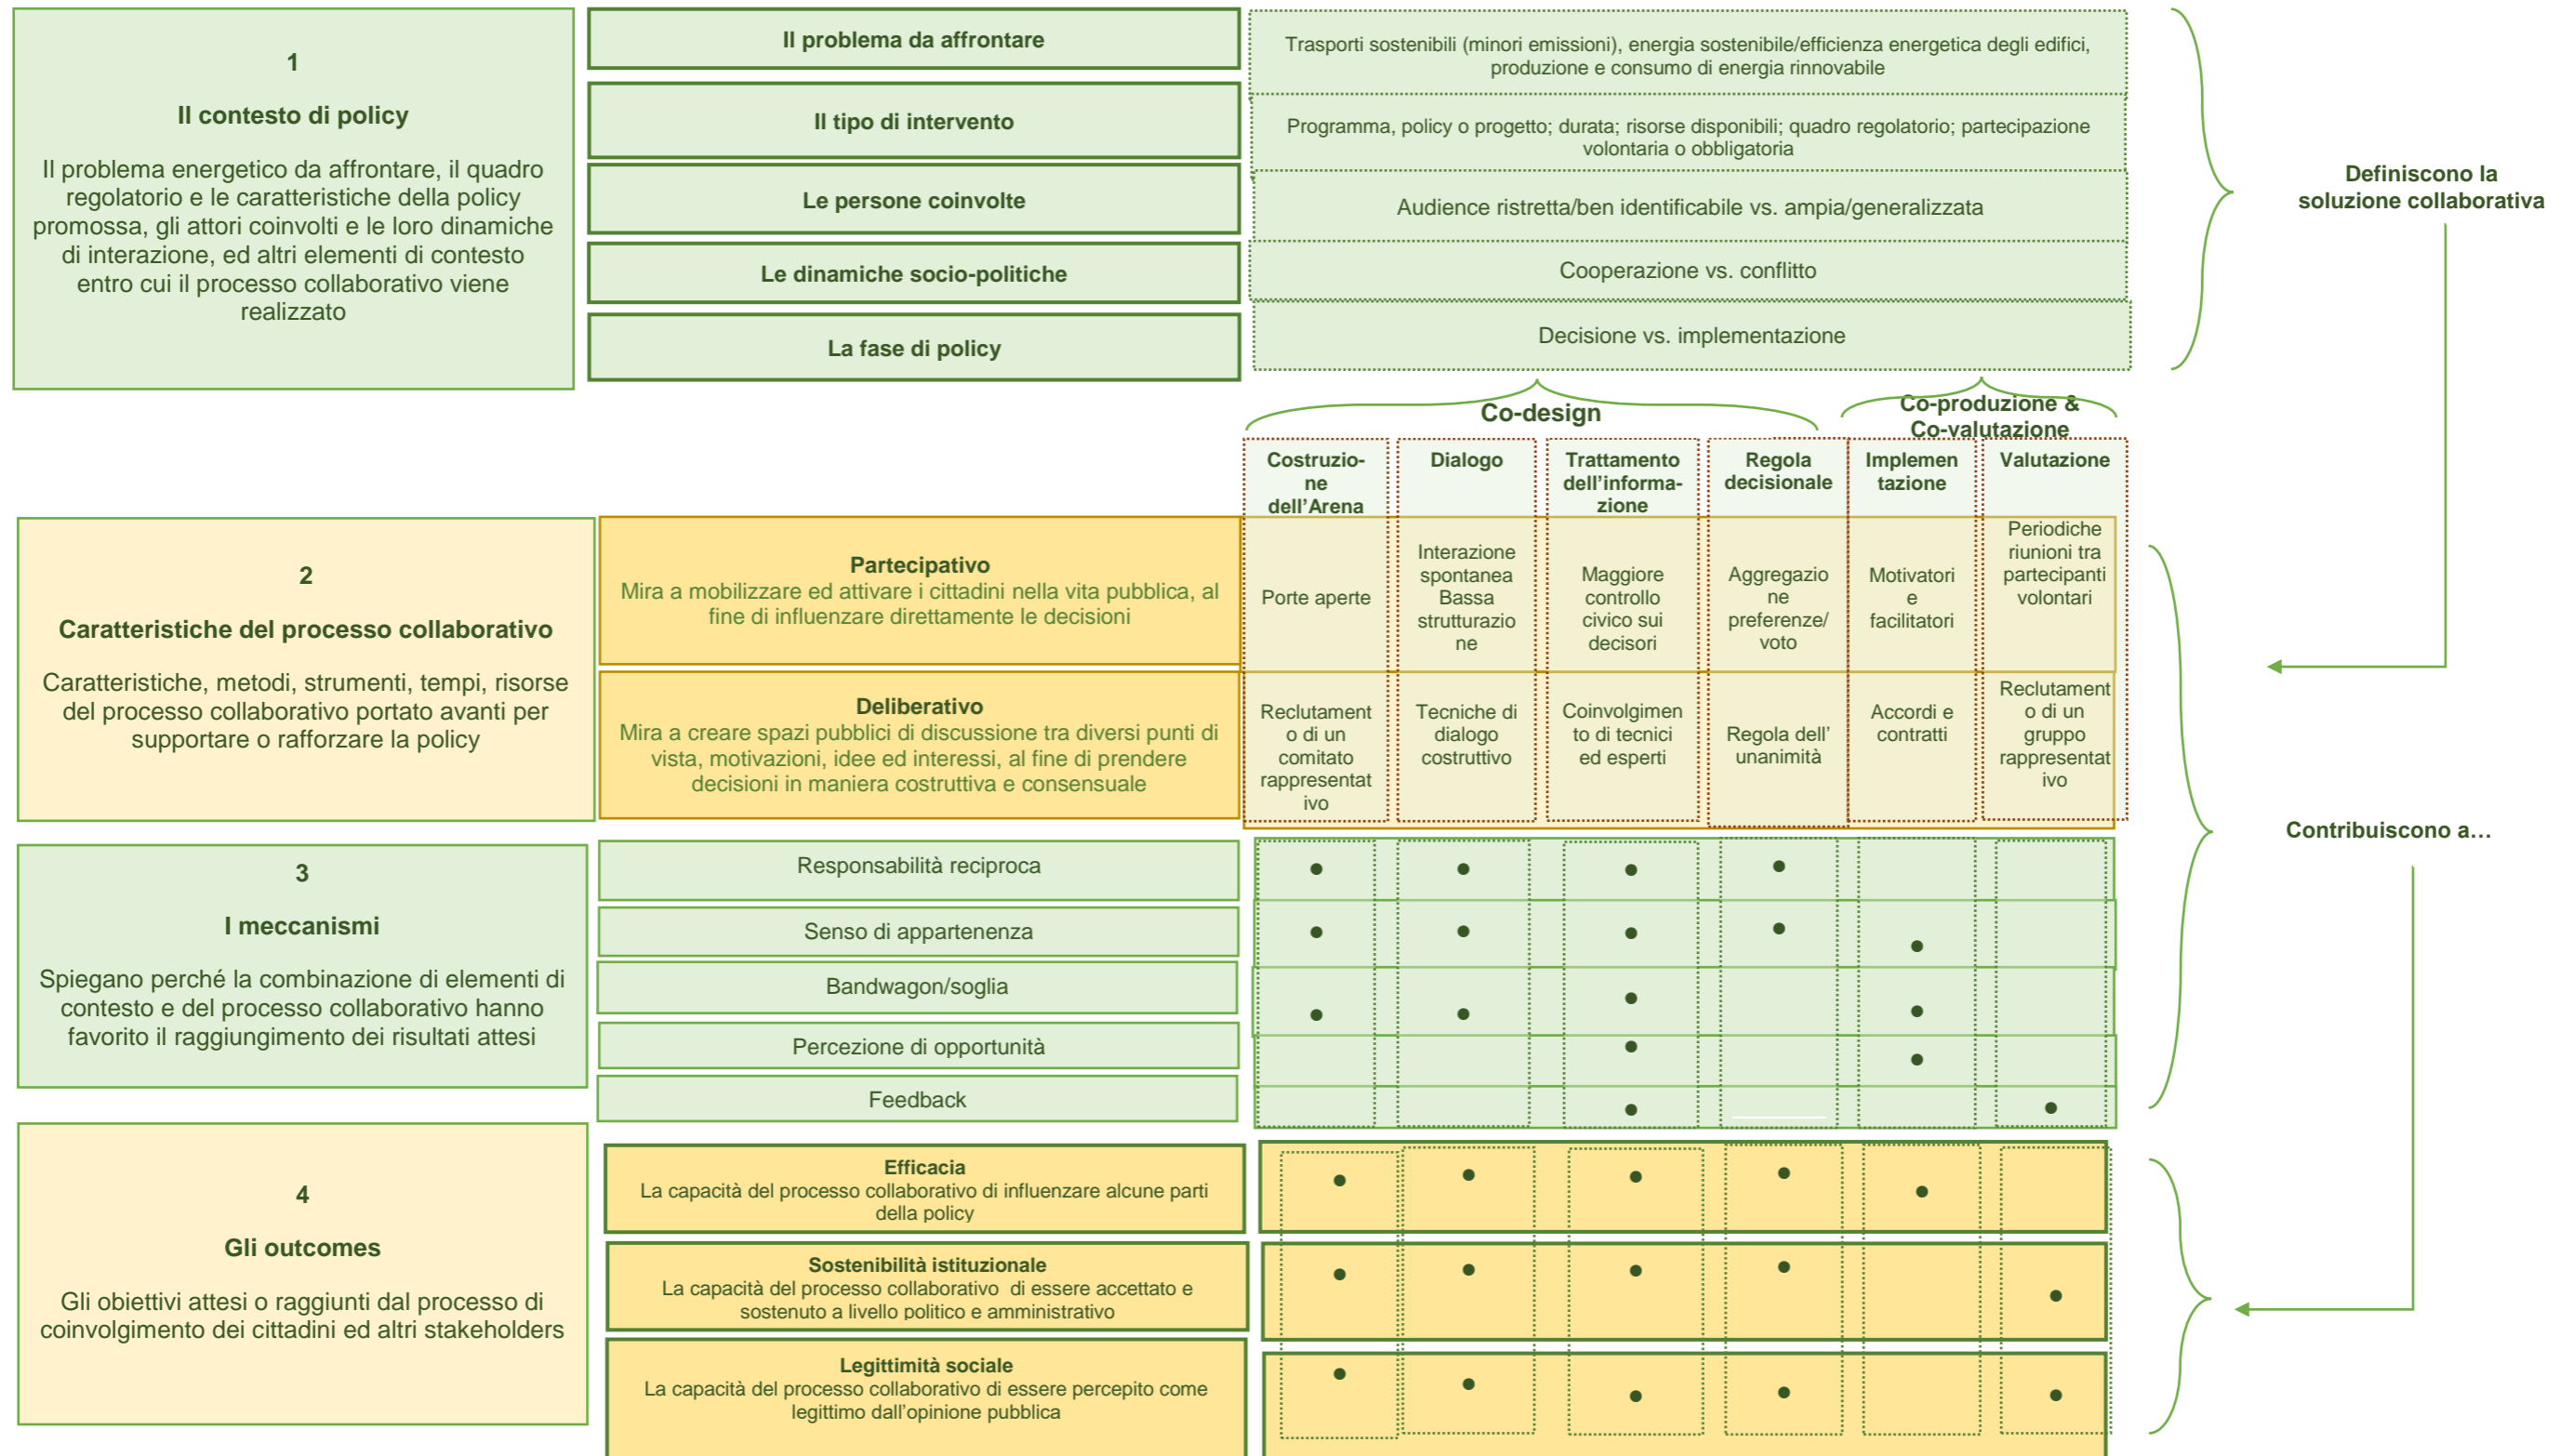 1
Il contesto di policy
Il problema energetico da affrontare, il quadro
regolatorio e le caratteristiche della policy
promossa, gli attori coinvolti e le loro dinamiche
di interazione, ed altri elementi di contesto
entro cui il processo collaborativo viene
realizzato
Il problema da affrontare
Trasporti sostenibili (minori emissioni), energia sostenibile/efficienza energetica degli edifici,
produzione e consumo di energia rinnovabile
Il tipo di intervento
Programma, policy o progetto; durata; risorse disponibili; quadro regolatorio; partecipazione
volontaria o obbligatoria
Le persone coinvolte
Audience ristretta/ben identificabile vs. ampia/generalizzata
Le dinamiche socio-politiche
Cooperazione vs. conflitto
La fase di policy
Decisione vs. implementazione
Definiscono la
soluzione collaborativa
Co-design
Co-produzione &
Co-valutazione
Costruzio-
ne
dell'Arena
Dialogo
Trattamento
dell'informa-
zione
Regola
decisionale
Implemen
tazione
Valutazione
2
Caratteristiche del processo collaborativo
Caratteristiche, metodi, strumenti, tempi, risorse
del processo collaborativo portato avanti per
supportare o rafforzare la policy
Partecipativo
Mira a mobilizzare ed attivare i cittadini nella vita pubblica, al
fine di influenzare direttamente le decisioni
Porte aperte
Interazione
spontanea
Bassa
strutturazio
ne
Maggiore
controllo
civico sui
decisori
Aggregazio
ne
preferenze/
voto
Motivatori
e
facilitatori
Periodiche
riunioni tra
partecipanti
volontari
Deliberativo
Mira a creare spazi pubblici di discussione tra diversi punti di
vista, motivazioni, idee ed interessi, al fine di prendere
decisioni in maniera costruttiva e consensuale
Reclutament
o di un
comitato
rappresentat
ivo
Tecniche di
dialogo
costruttivo
Coinvolgimen
to di tecnici
ed esperti
Regola dell'
unanimità
Accordi e
contratti
Reclutament
o di un
gruppo
rappresentat
ivo
Contribuiscono a…
3
I meccanismi
Spiegano perché la combinazione di elementi di
contesto e del processo collaborativo hanno
favorito il raggiungimento dei risultati attesi
Responsabilità reciproca
Senso di appartenenza
Bandwagon/soglia
Percezione di opportunità
Feedback
4
Gli outcomes
Gli obiettivi attesi o raggiunti dal processo di
coinvolgimento dei cittadini ed altri stakeholders
Efficacia
La capacità del processo collaborativo di influenzare alcune parti
della policy
Sostenibilità istituzionale
La capacità del processo collaborativo di essere accettato e
sostenuto a livello politico e amministrativo
Legittimità sociale
La capacità del processo collaborativo di essere percepito come
legittimo dall'opinione pubblica